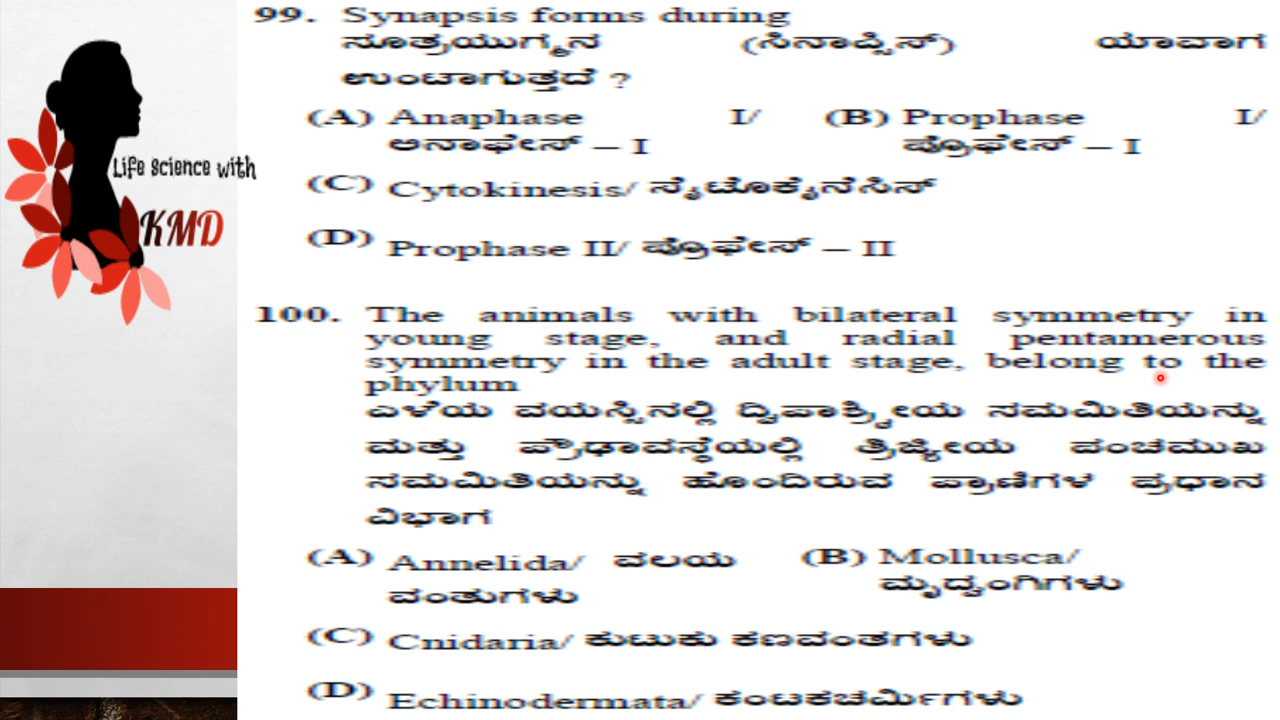 Life science with
KMD
99. Synapsis forms during
ಸೂತ್ರಯುಗ್ಮನ (ಸಿನಾಪ್ಸಿಸ್) ಯಾವಾಗ
ಉಂಟಾಗುತ್ತದೆ ?
(A) Anaphase I/ (B) Prophase I/
ಅನಾಫೇಸ್ – I ಪ್ರೊಫೇಸ್ – I
(C) Cytokinesis/ ಸೈಟೊಕೈನೆಸಿಸ್
(D) Prophase II/ ಪ್ರೊಫೇಸ್ – II
100. The animals with bilateral symmetry in
young stage, and radial pentamerous
symmetry in the adult stage, belong to the
phylum
ಎಳೆಯ ವಯಸ್ಸಿನಲ್ಲಿ ದ್ವಿಪಾರ್ಶ್ವೀಯ ಸಮಮಿತಿಯನ್ನು
ಮತ್ತು ಪ್ರೌಢಾವಸ್ಥೆಯಲ್ಲಿ ತ್ರಿಜ್ಯೀಯ ಪಂಚಮುಖ
ಸಮಮಿತಿಯನ್ನು ಹೊಂದಿರುವ ಪ್ರಾಣಿಗಳ ಪ್ರಧಾನ
ವಿಭಾಗ
(A) Annelida/ ವಲಯ (B) Mollusca/
ವಂತುಗಳು ಮೃದ್ವಂಗಿಗಳು
(C) Cnidaria/ ಕುಟುಕು ಕಣವಂತಗಳು
(D) Echinodermata/ ಕಂಟಕಚರ್ಮಿಗಳು